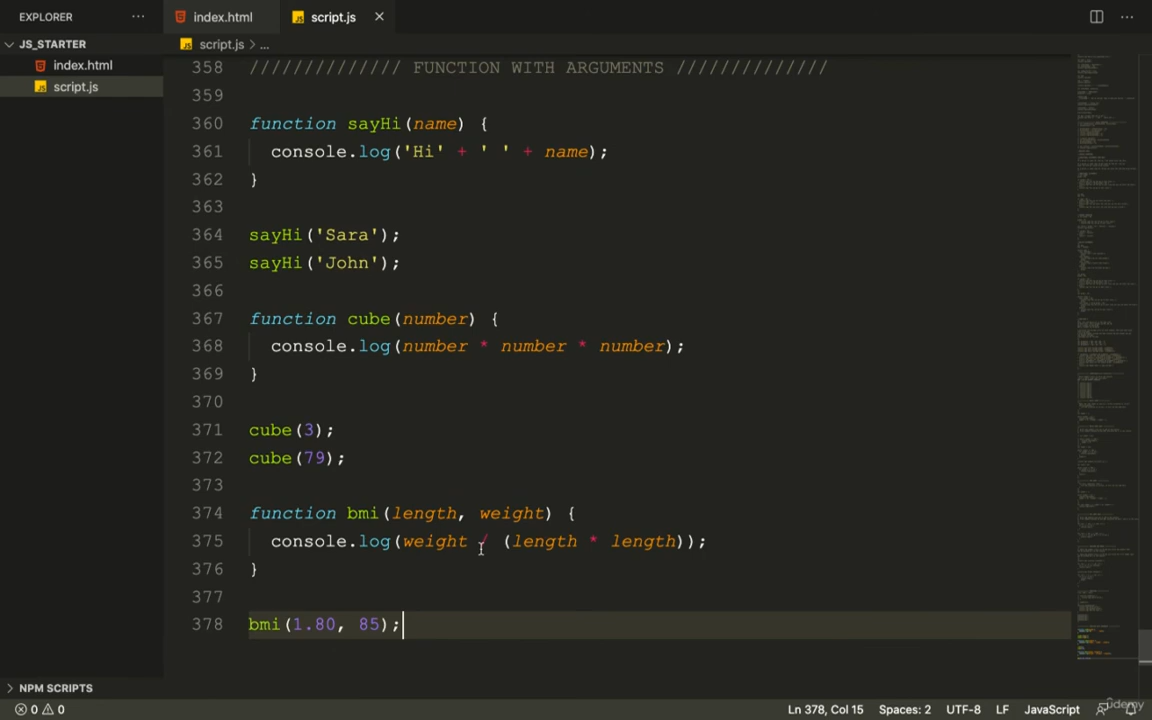 EXPLORER ··· index.html script.js ×
JS_STARTER script.js > ...
index.html
script.js
358 ////////////// FUNCTION WITH ARGUMENTS //////////////
359
360 function sayHi(name) {
361 console.log('Hi' + ' ' + name);
362 }
363
364 sayHi('Sara');
365 sayHi('John');
366
367 function cube(number) {
368 console.log(number * number * number);
369 }
370
371 cube(3);
372 cube(79);
373
374 function bmi(length, weight) {
375 console.log(weight / (length * length));
376 }
377
378 bmi(1.80, 85);
NPM SCRIPTS
0 0 Ln 378, Col 15 Spaces: 2 UTF-8 LF JavaScript
udemy